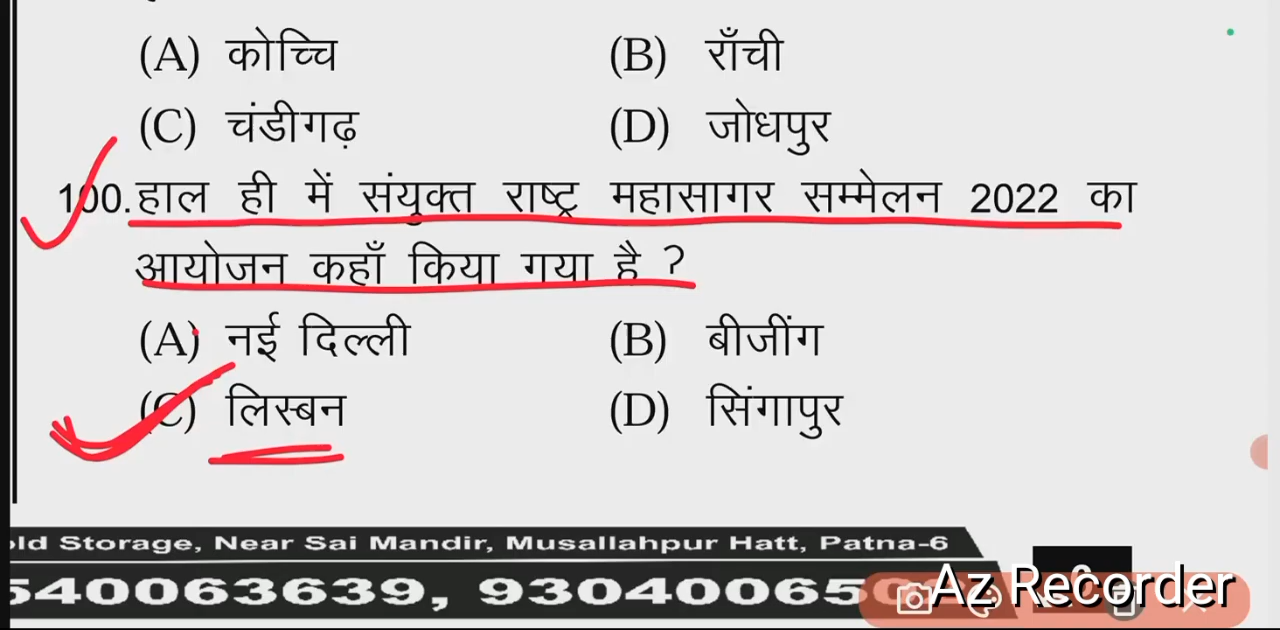 (A) कोच्चि (B) राँची
(C) चंडीगढ़ (D) जोधपुर
100. हाल ही में संयुक्त राष्ट्र महासागर सम्मेलन 2022 का
आयोजन कहाँ किया गया है ?
(A) नई दिल्ली (B) बीजींग
(C) लिस्बन (D) सिंगापुर
Storage, Near Sai Mandir, Musallahpur Hatt, Patna-6
540063639, 93040065
Az Recorder